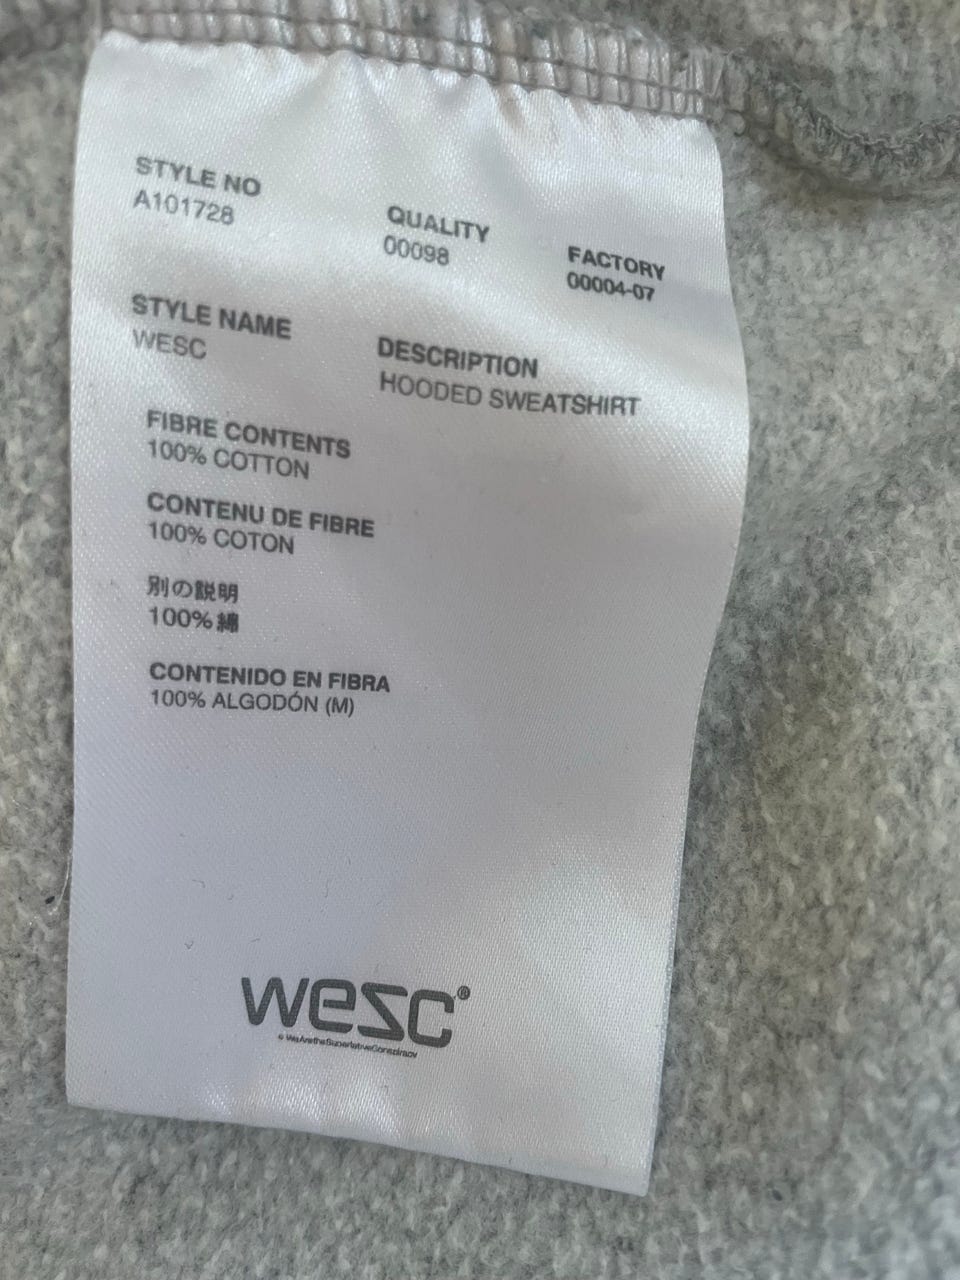 STYLE NO
A101728
QUALITY
00098
FACTORY
00004-07
STYLE NAME
WESC
DESCRIPTION
HOODED SWEATSHIRT
FIBRE CONTENTS
100% COTTON
CONTENU DE FIBRE
100% COTON
別の説明
100% 綿
CONTENIDO EN FIBRA
100% ALGODÓN (M)
wesc®
© WeAretheSuperlativeConspiracy